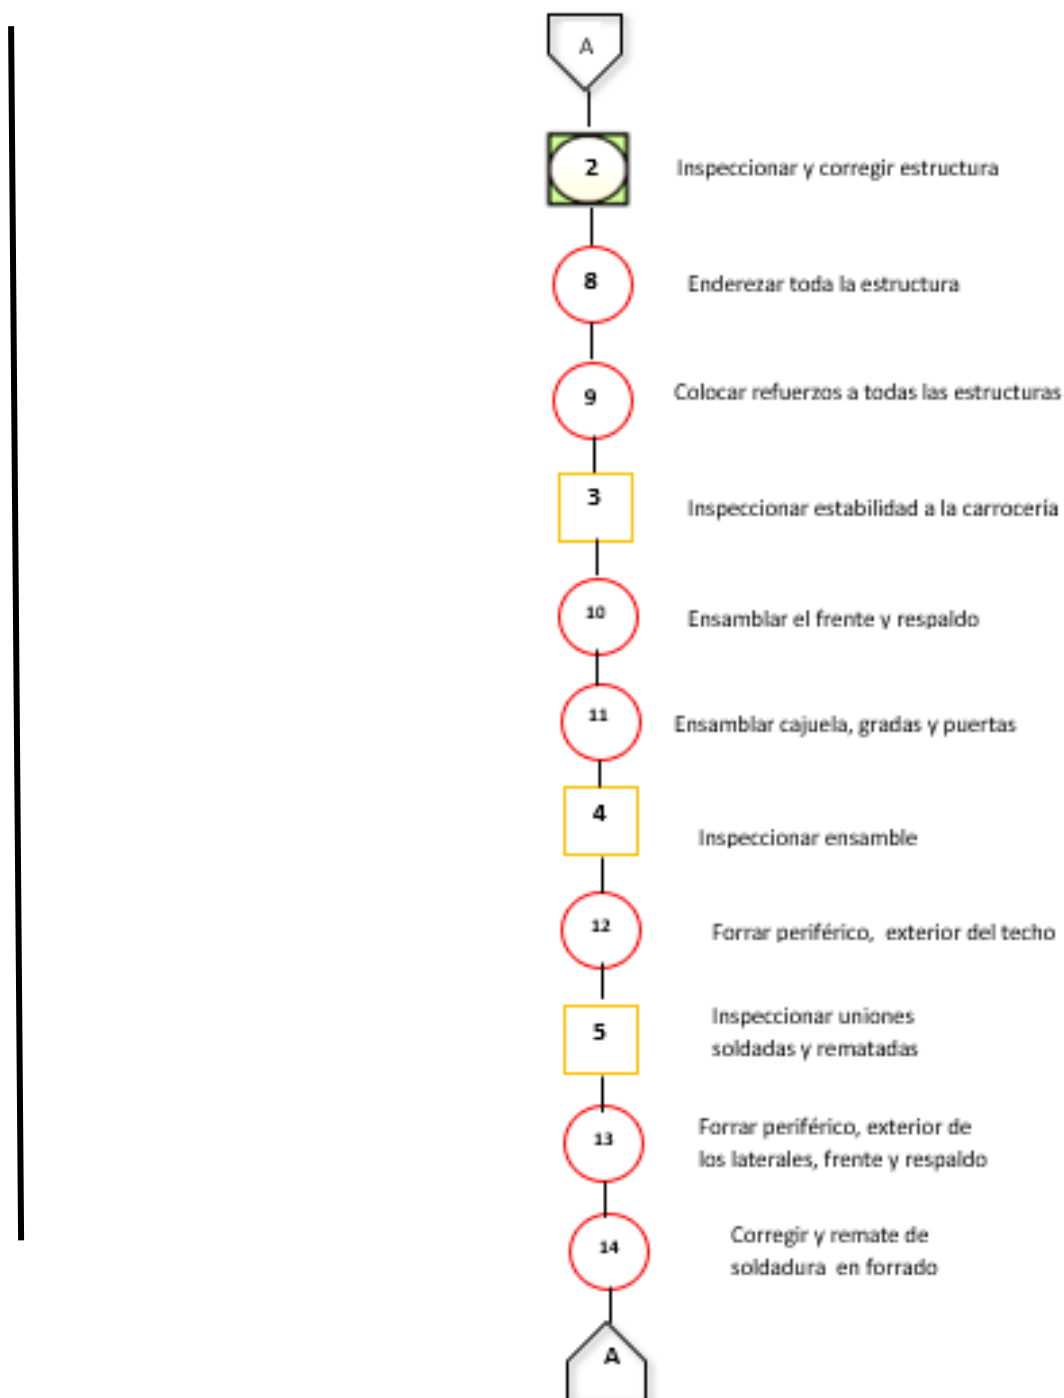 A
2 Inspeccionar y corregir estructura
8 Enderezar toda la estructura
9 Colocar refuerzos a todas las estructuras
3 Inspeccionar estabilidad a la carrocería
10 Ensamblar el frente y respaldo
11 Ensamblar cajuela, gradas y puertas
4 Inspeccionar ensamble
12 Forrar periférico, exterior del techo
5 Inspeccionar uniones
soldadas y rematadas
13 Forrar periférico, exterior de
los laterales, frente y respaldo
14 Corregir y remate de
soldadura en forrado
A